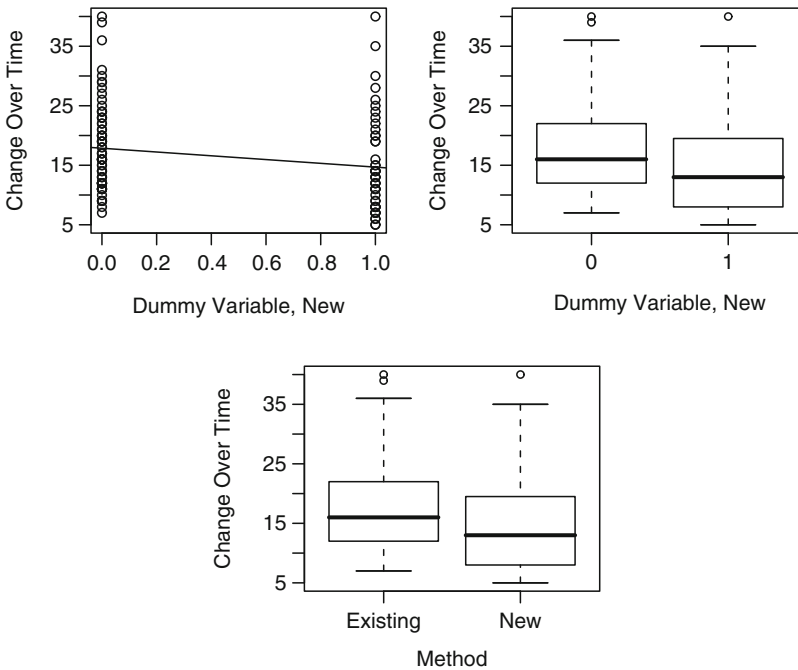 Change Over Time
35
25
15
5
0.0 0.2 0.4 0.6 0.8 1.0
Dummy Variable, New
Change Over Time
35
25
15
5
0 1
Dummy Variable, New
Change Over Time
35
25
15
5
Existing New
Method